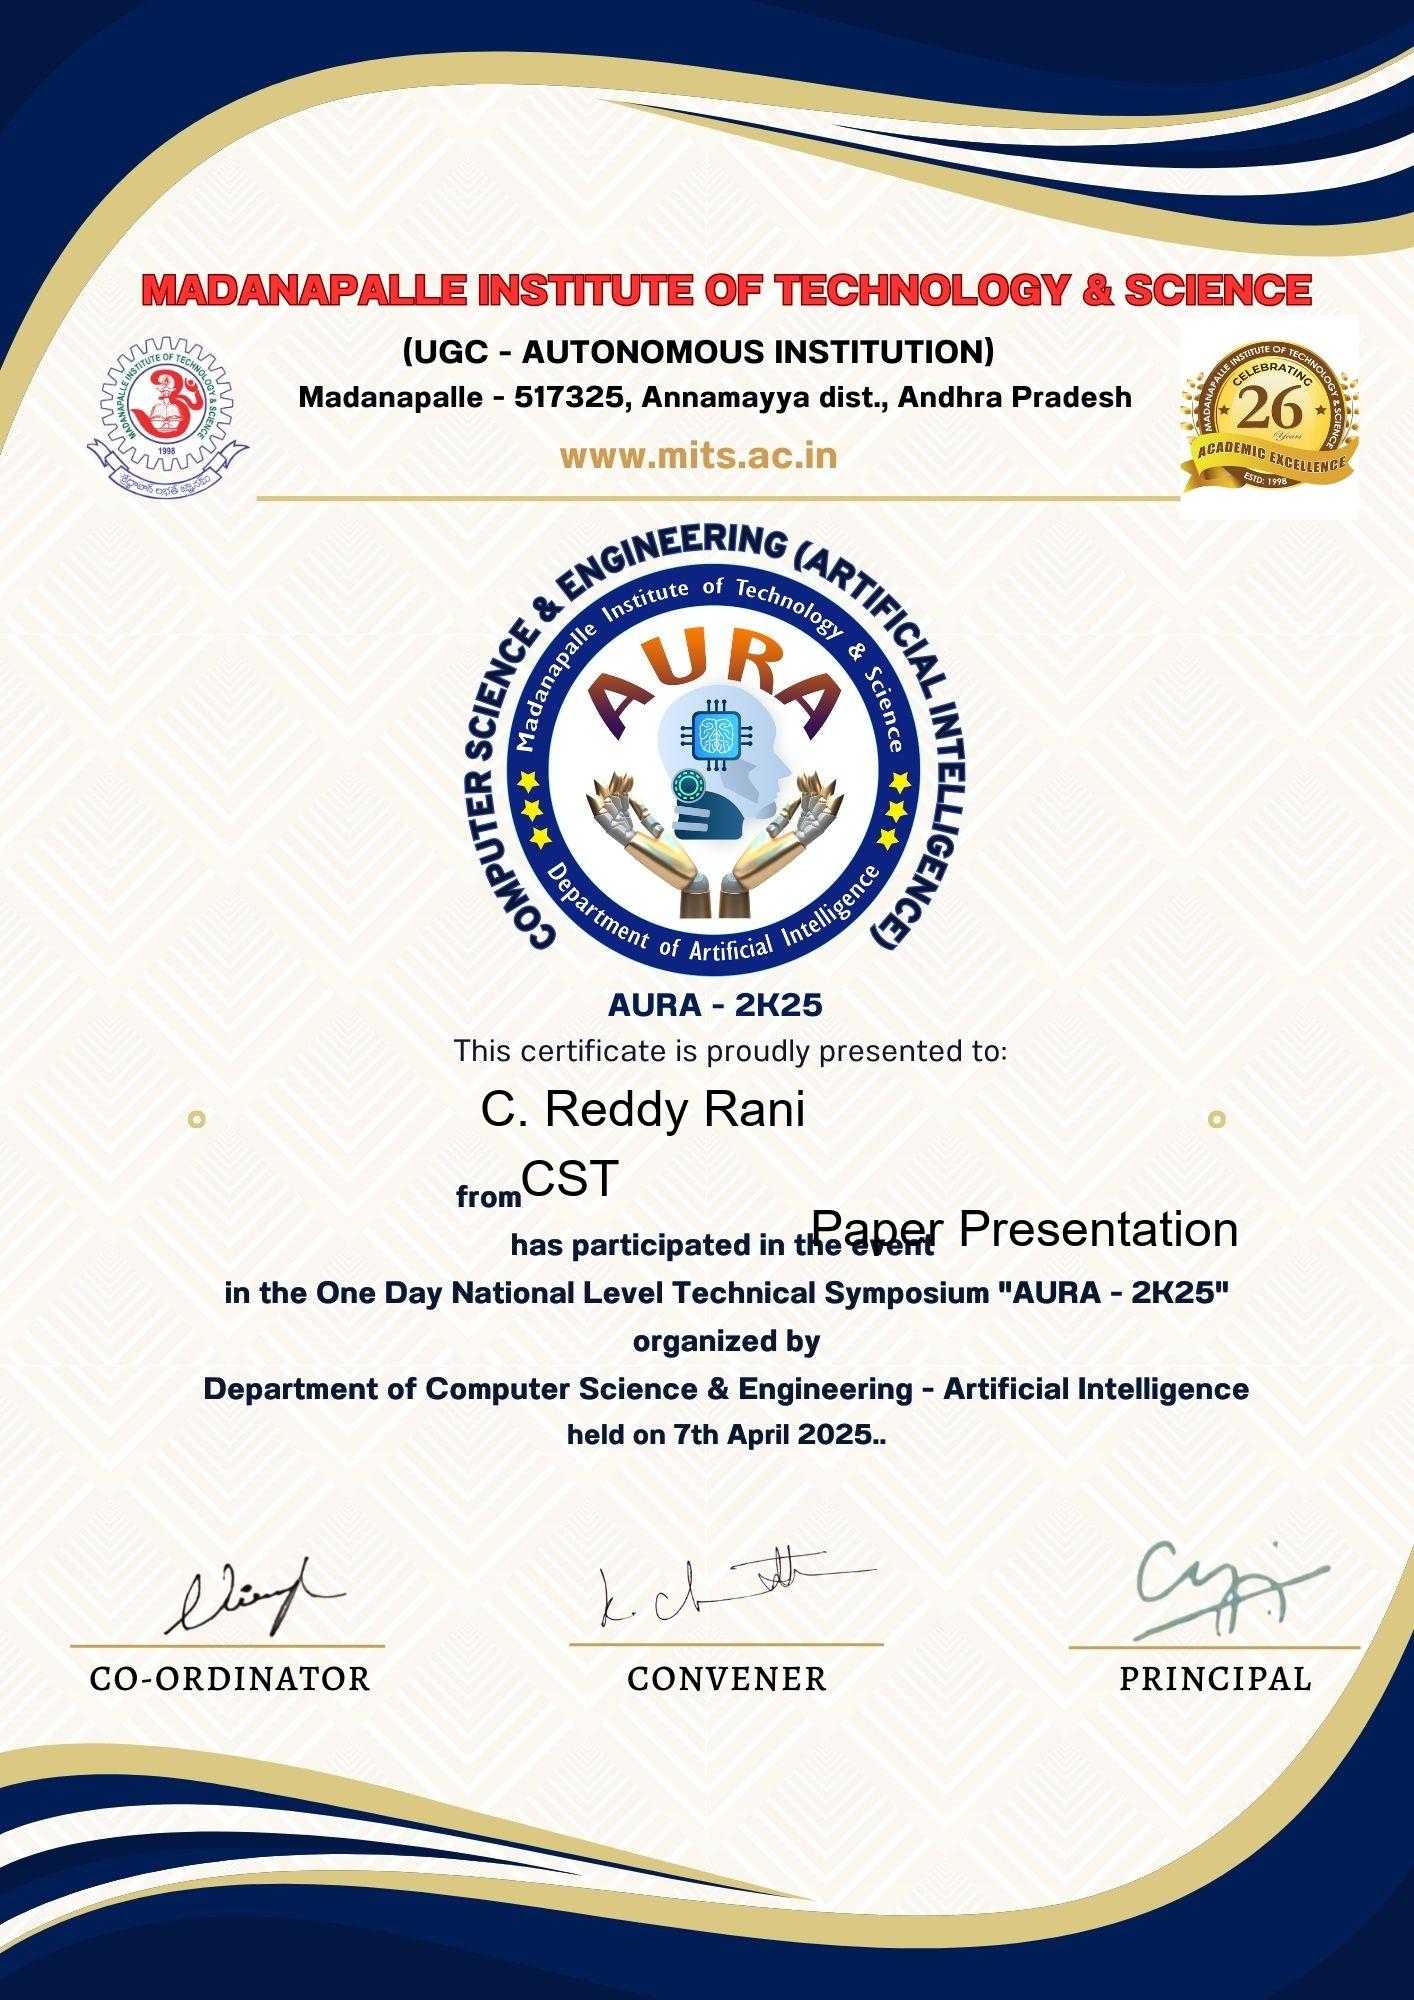 MADANAPALLE INSTITUTE OF TECHNOLOGY & SCIENCE
(UGC - AUTONOMOUS INSTITUTION)
Madanapalle - 517325, Annamayya dist., Andhra Pradesh
www.mits.ac.in
MADANAPALLE INSTITUTE OF TECHNOLOGY & SCIENCE
1998
MADANAPALLE INSTITUTE OF TECHNOLOGY & SCIENCE
CELEBRATING
26
Years
ACADEMIC EXCELLENCE
ESTD: 1998
COMPUTER SCIENCE & ENGINEERING (ARTIFICIAL INTELLIGENCE)
Madanapalle Institute of Technology & Science
AURA
Department of Artificial Intelligence
AURA - 2K25
This certificate is proudly presented to:
C. Reddy Rani
from CST
has participated in the event Paper Presentation
in the One Day National Level Technical Symposium "AURA - 2K25"
organized by
Department of Computer Science & Engineering - Artificial Intelligence
held on 7th April 2025..
CO-ORDINATOR
CONVENER
PRINCIPAL